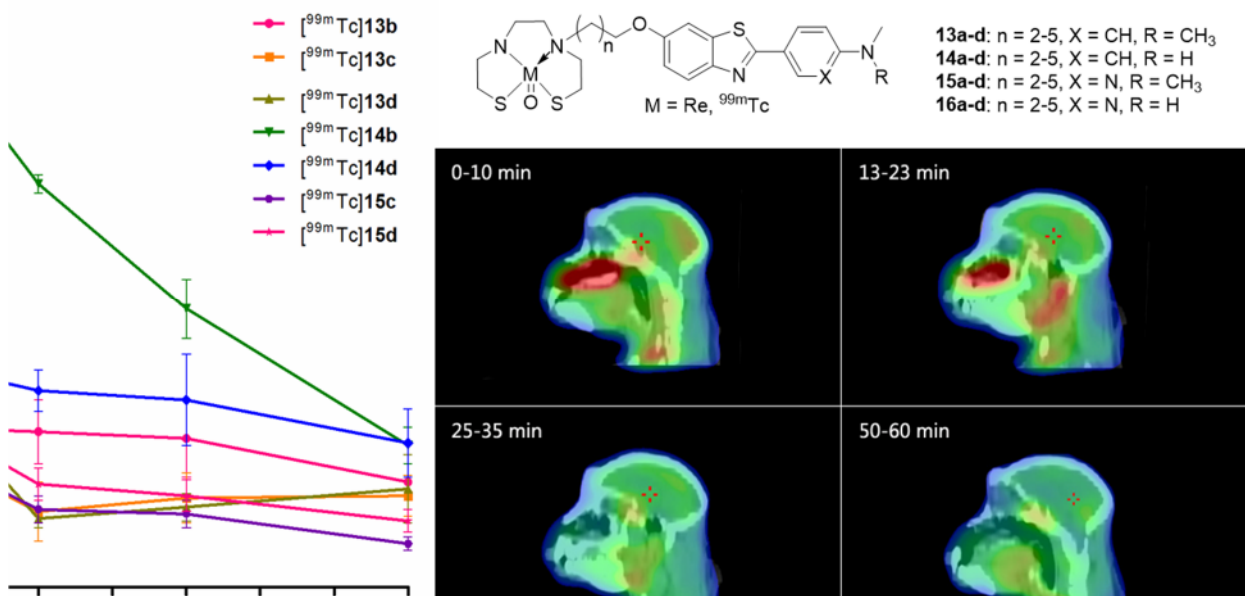 [⁹⁹ᵐTc]13b
[⁹⁹ᵐTc]13c
[⁹⁹ᵐTc]13d
[⁹⁹ᵐTc]14b
[⁹⁹ᵐTc]14d
[⁹⁹ᵐTc]15c
[⁹⁹ᵐTc]15d
N
N
n
O
S
N
X
N
R
M
S
O
S
M = Re, ⁹⁹ᵐTc
13a-d: n = 2-5, X = CH, R = CH₃
14a-d: n = 2-5, X = CH, R = H
15a-d: n = 2-5, X = N, R = CH₃
16a-d: n = 2-5, X = N, R = H
0-10 min
13-23 min
25-35 min
50-60 min